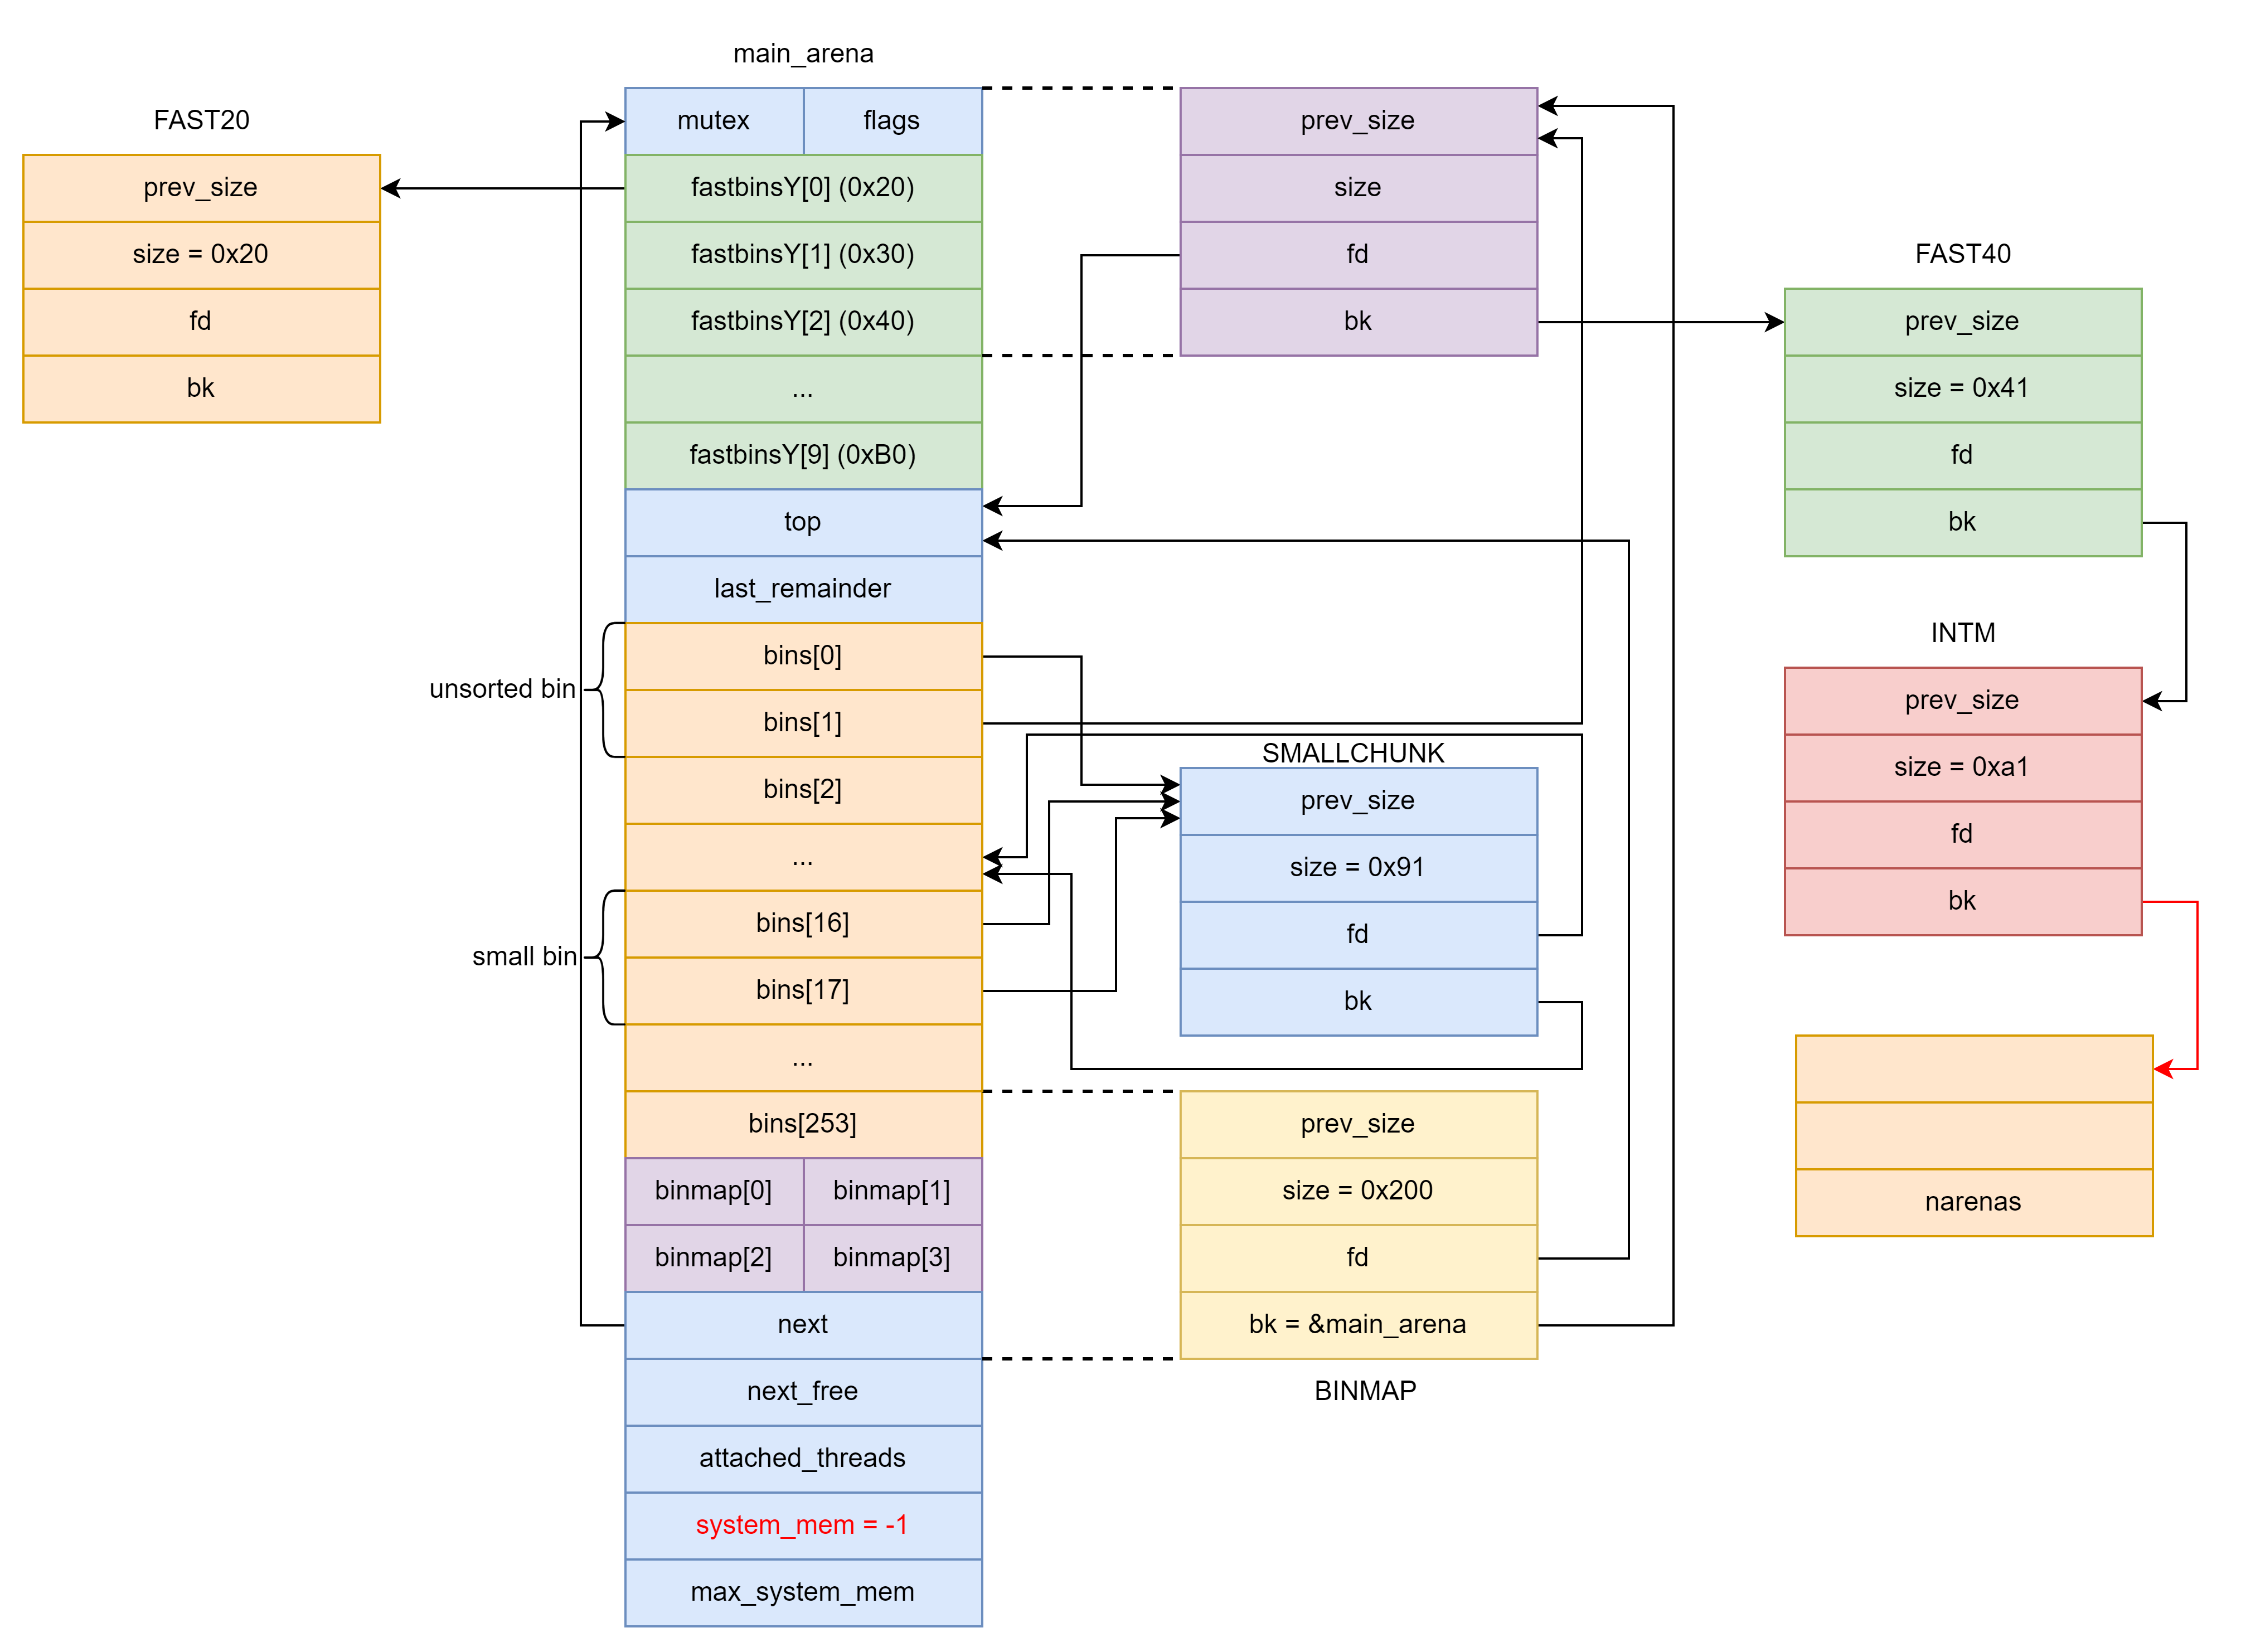 main_arena
FAST20
prev_size
size = 0x20
fd
bk
mutex flags
fastbinsY[0] (0x20)
fastbinsY[1] (0x30)
fastbinsY[2] (0x40)
...
fastbinsY[9] (0xB0)
top
last_remainder
unsorted bin
bins[0]
bins[1]
bins[2]
...
small bin
bins[16]
bins[17]
...
bins[253]
binmap[0] binmap[1]
binmap[2] binmap[3]
next
next_free
attached_threads
system_mem = -1
max_system_mem
prev_size
size
fd
bk
SMALLCHUNK
prev_size
size = 0x91
fd
bk
prev_size
size = 0x200
fd
bk = &main_arena
BINMAP
FAST40
prev_size
size = 0x41
fd
bk
INTM
prev_size
size = 0xa1
fd
bk
narenas